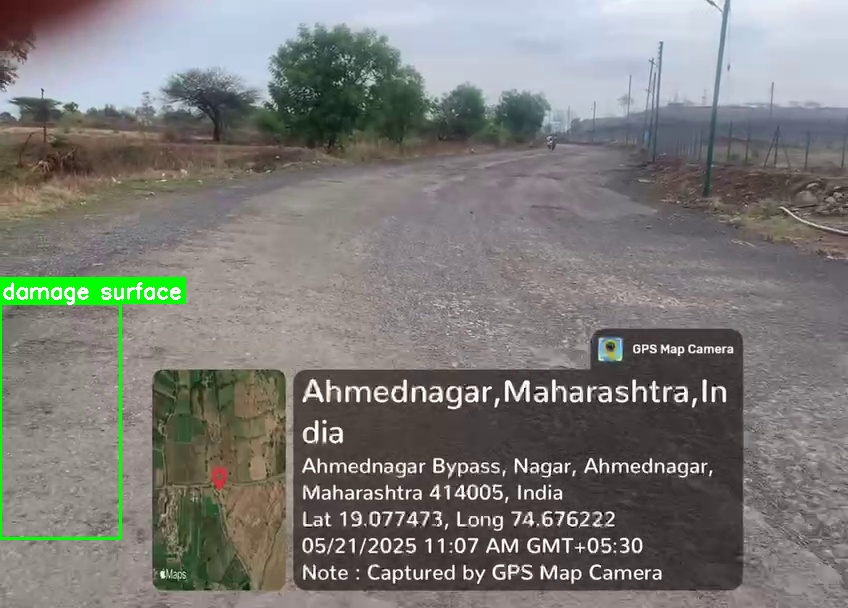 damage surface
GPS Map Camera
Ahmednagar,Maharashtra,In
dia
Ahmednagar Bypass, Nagar, Ahmednagar,
Maharashtra 414005, India
Lat 19.077473, Long 74.676222
05/21/2025 11:07 AM GMT+05:30
Note : Captured by GPS Map Camera
Maps